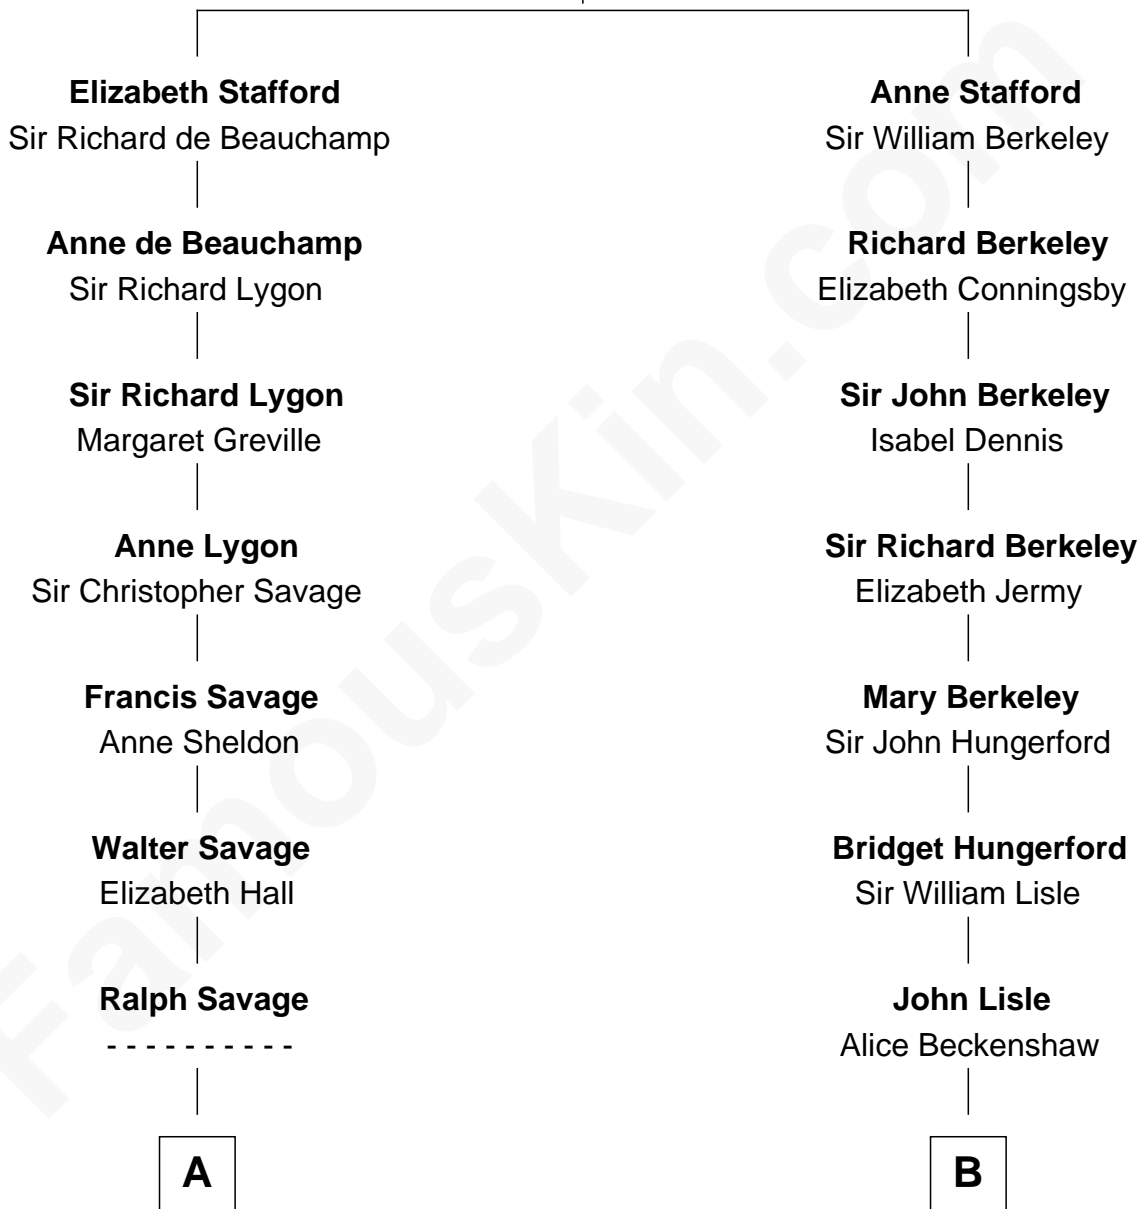 Elizabeth Stafford
Sir Richard de Beauchamp
Anne de Beauchamp
Sir Richard Lygon
Sir Richard Lygon
Margaret Greville
Anne Lygon
Sir Christopher Savage
Francis Savage
Anne Sheldon
Walter Savage
Elizabeth Hall
Ralph Savage
- - - - - - - - - -
A
Anne Stafford
Sir William Berkeley
Richard Berkeley
Elizabeth Conningsby
Sir John Berkeley
Isabel Dennis
Sir Richard Berkeley
Elizabeth Jermy
Mary Berkeley
Sir John Hungerford
Bridget Hungerford
Sir William Lisle
John Lisle
Alice Beckenshaw
B
FamousKin.com